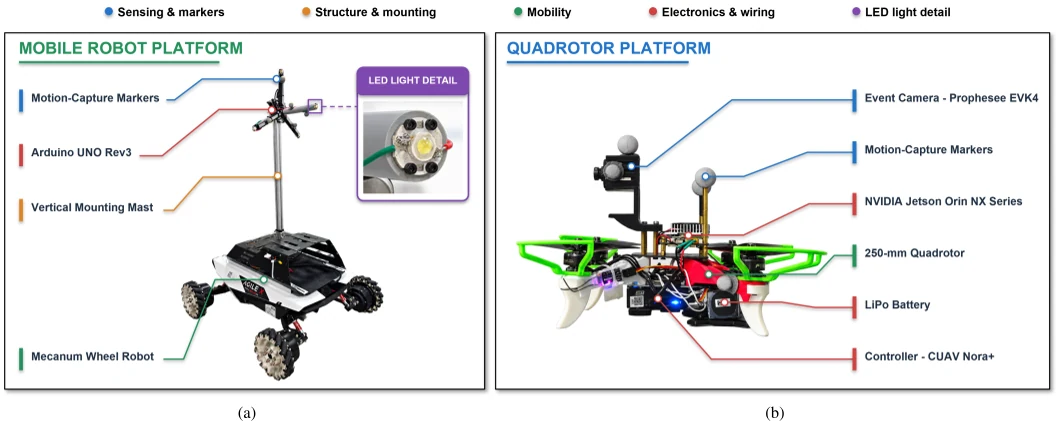 Sensing & markers
Structure & mounting
Mobility
Electronics & wiring
LED light detail
MOBILE ROBOT PLATFORM
Motion-Capture Markers
Arduino UNO Rev3
Vertical Mounting Mast
Mecanum Wheel Robot
LED LIGHT DETAIL
QUADROTOR PLATFORM
Event Camera - Prophesee EVK4
Motion-Capture Markers
NVIDIA Jetson Orin NX Series
250-mm Quadrotor
LiPo Battery
Controller - CUAV Nora+
(a)
(b)